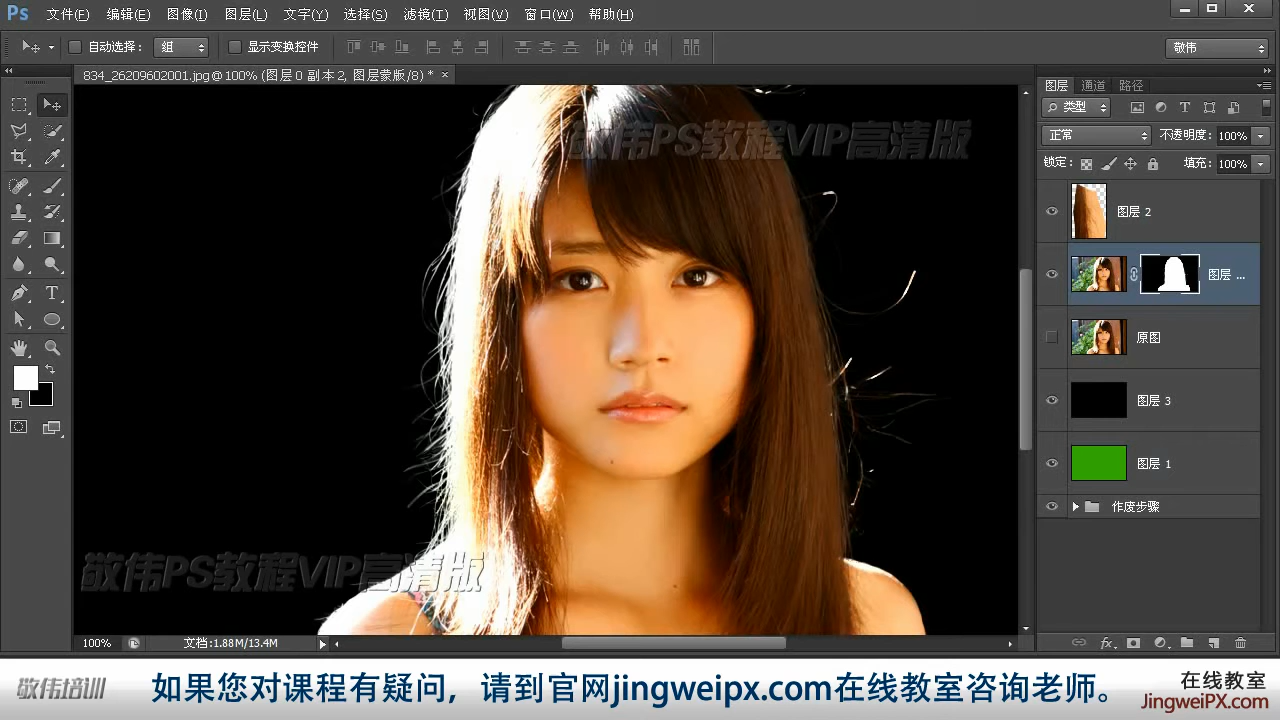 Ps 文件(F) 编辑(E) 图像(I) 图层(L) 文字(Y) 选择(S) 滤镜(T) 视图(V) 窗口(W) 帮助(H)
自动选择： 组 显示变换控件 敬伟
834_26209602001.jpg @ 100% (图层 0 副本 2, 图层蒙版/8) * ×
图层 通道 路径
类型
正常 不透明度： 100%
锁定： 填充： 100%
敬伟PS教程VIP高清版
图层 2
图层 ...
原图
图层 3
图层 1
作废步骤
敬伟PS教程VIP高清版
100% 文档:1.88M/13.4M
敬伟培训 如果您对课程有疑问，请到官网jingweipx.com在线教室咨询老师。 在线教室
JingweiPX.com